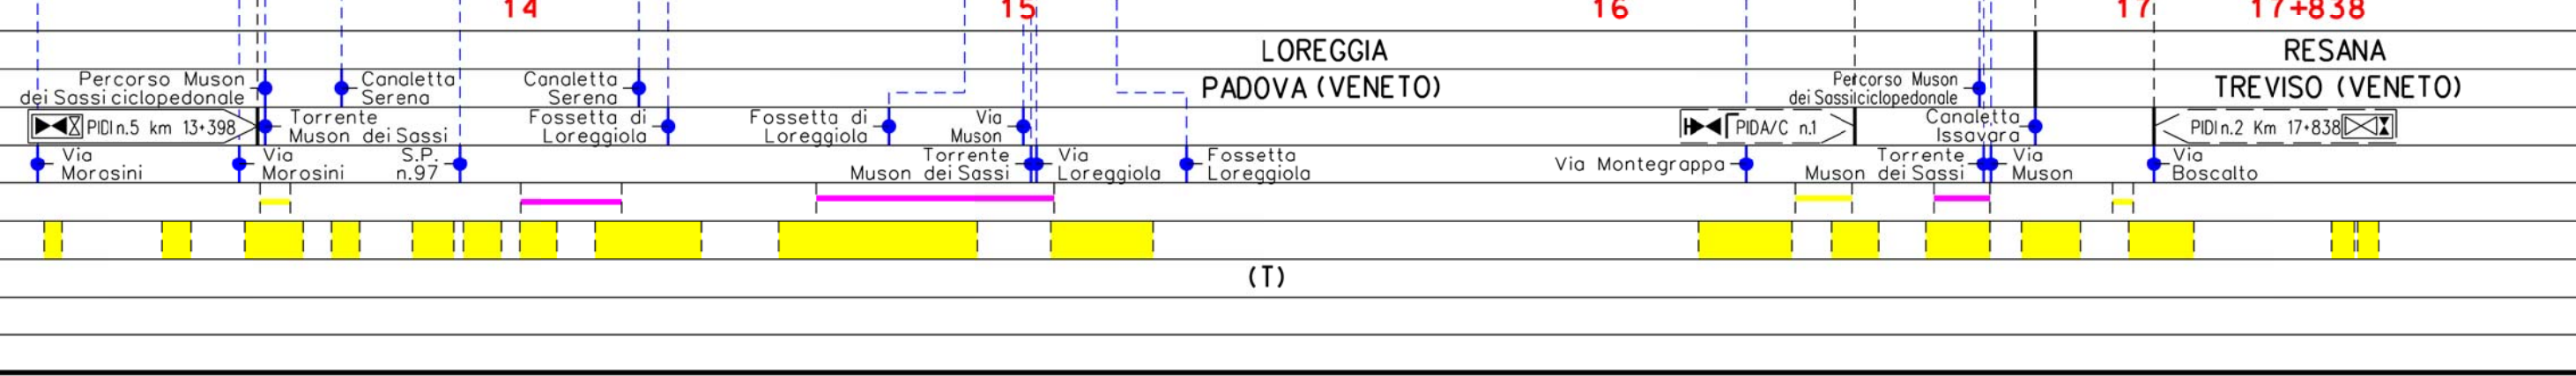 14 15 16 17 17+838
LOREGGIA RESANA
PADOVA (VENETO) TREVISO (VENETO)
Percorso Muson
dei Sassi ciclopedonale
Canaletta
Serena
Canaletta
Serena
Percorso Muson
dei Sassi ciclopedonale
PIDI n.5 km 13+398
Torrente
Muson dei Sassi
Fossetta di
Loreggiola
Fossetta di
Loreggiola
Via
Muson
PIDA/C n.1
Canaletta
Issavara
PIDI n.2 Km 17+838
Via
Morosini
Via
Morosini
S.P.
n.97
Torrente
Muson dei Sassi
Via
Loreggiola
Fossetta
Loreggiola
Via Montegrappa
Torrente
Muson dei Sassi
Via
Muson
Via
Boscalto
(T)